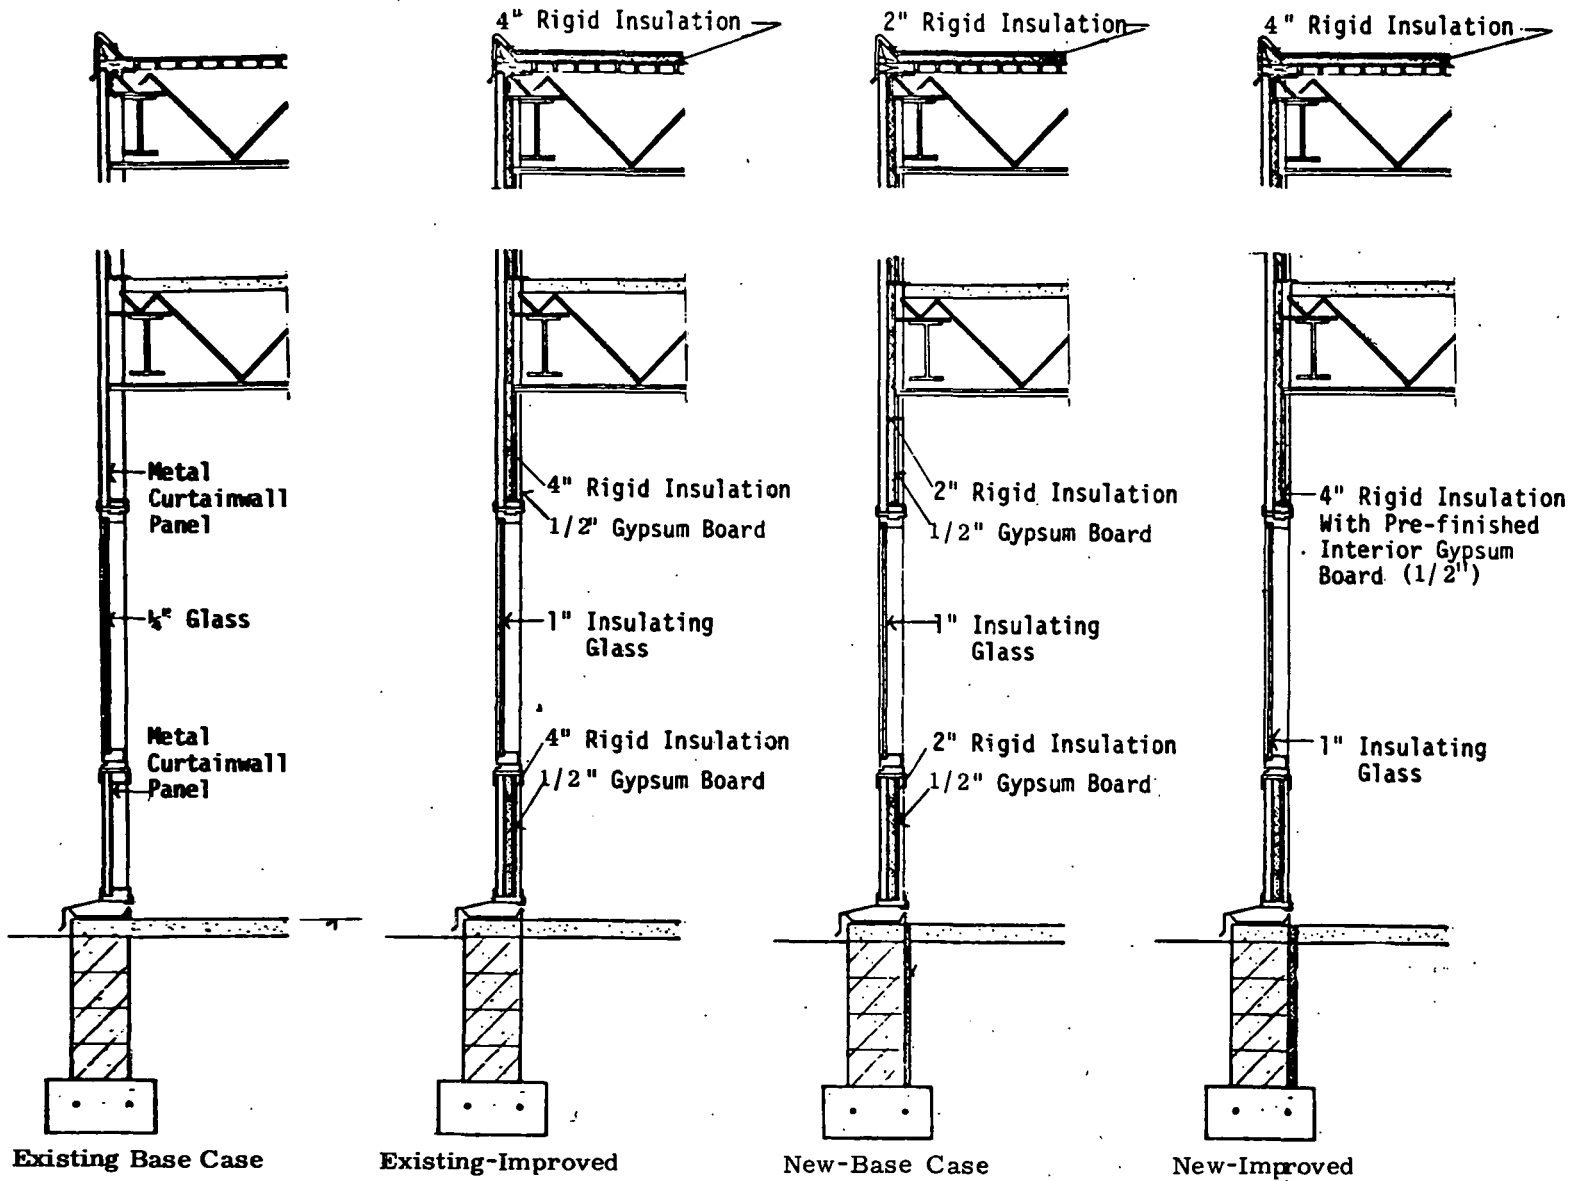 4" Rigid Insulation
2" Rigid Insulation
4" Rigid Insulation
Metal
Curtainwall
Panel
Glass
Metal
Curtainwall
Panel
4" Rigid Insulation
1/2" Gypsum Board
1" Insulating
Glass
4" Rigid Insulation
1/2" Gypsum Board
2" Rigid Insulation
1/2" Gypsum Board
1" Insulating
Glass
2" Rigid Insulation
1/2" Gypsum Board
4" Rigid Insulation
With Pre-finished
Interior Gypsum
Board (1/2")
1" Insulating
Glass
Existing Base Case
Existing-Improved
New-Base Case
New-Improved